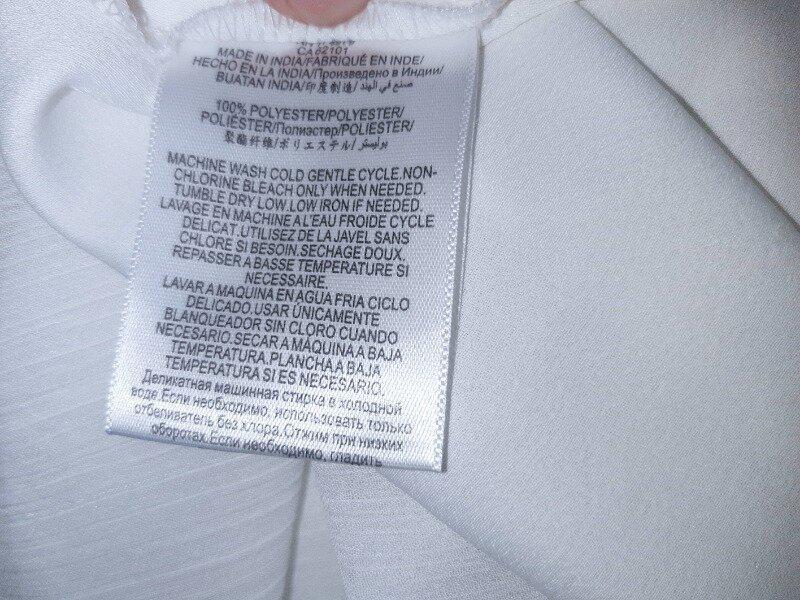 CA 62101
MADE IN INDIA/FABRIQUÉ EN INDE/
HECHO EN LA INDIA/Произведено в Индии/
BUATAN INDIA/印度制造/صنع في الهند
100% POLYESTER/POLYESTER/
POLIÉSTER/Полиэстер/POLIESTER/
聚酯纤维/ポリエステル/بوليستر
MACHINE WASH COLD GENTLE CYCLE.NON-
CHLORINE BLEACH ONLY WHEN NEEDED.
TUMBLE DRY LOW.LOW IRON IF NEEDED.
LAVAGE EN MACHINE A L'EAU FROIDE CYCLE
DELICAT.UTILISEZ DE LA JAVEL SANS
CHLORE SI BESOIN.SECHAGE DOUX.
REPASSER A BASSE TEMPERATURE SI
NECESSAIRE.
LAVAR A MAQUINA EN AGUA FRIA CICLO
DELICADO.USAR ÚNICAMENTE
BLANQUEADOR SIN CLORO CUANDO
NECESARIO.SECAR A MÁQUINA A BAJA
TEMPERATURA.PLANCHA A BAJA
TEMPERATURA SI ES NECESARIO.
Деликатная машинная стирка в холодной
воде.Если необходимо, использовать только
отбеливатель без хлора.Отжим при низких
оборотах.Если необходимо, гладить